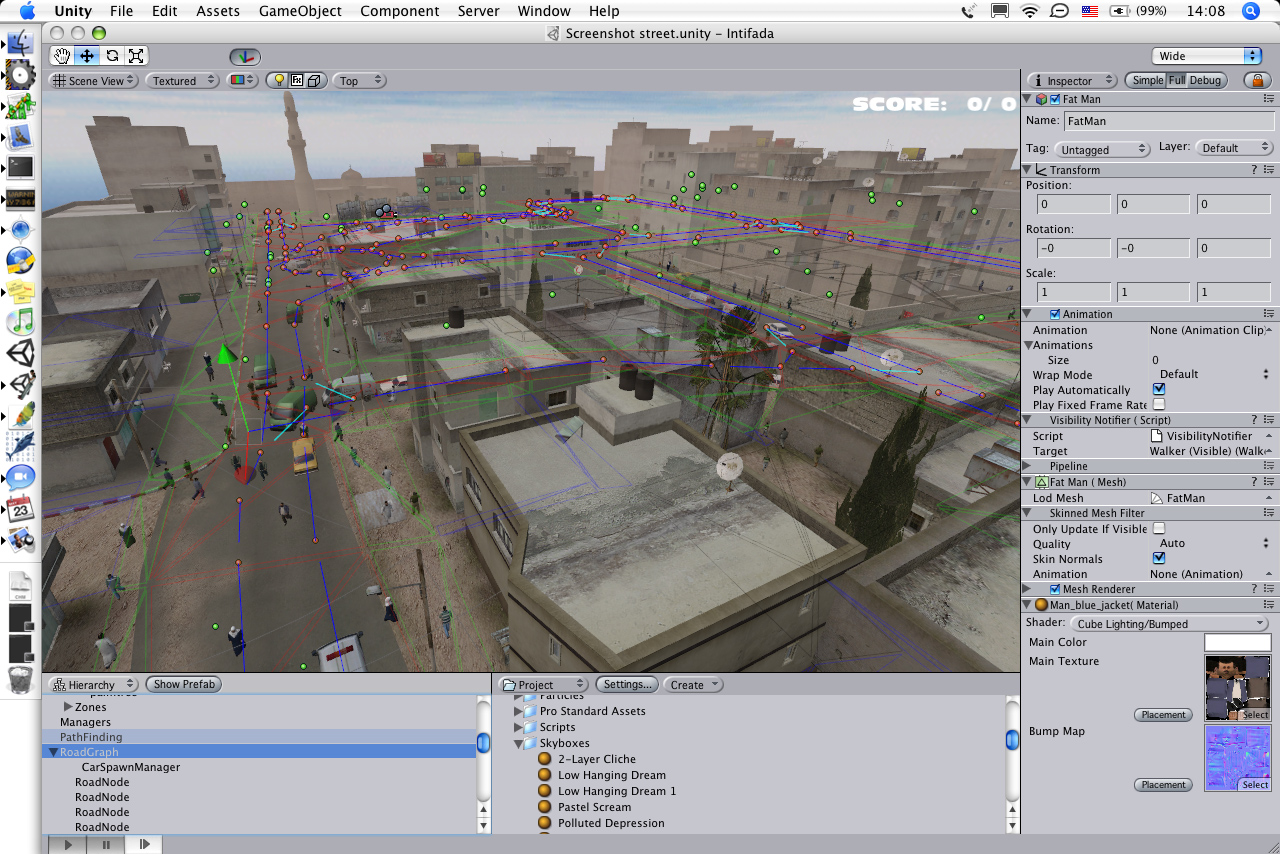 Unity File Edit Assets GameObject Component Server Window Help (99%) 14:08
Screenshot street.unity – Intifada
Wide
Scene View Textured Fx Top
Inspector Simple Full Debug
SCORE: 0/ 0
Fat Man
Name: FatMan
Tag: Untagged Layer: Default
Transform ?
Position:
0 0 0
Rotation:
-0 -0 0
Scale:
1 1 1
Animation ?
Animation None (Animation Clip)
Animations
Size 0
Wrap Mode Default
Play Automatically
Play Fixed Frame Rate
Visibility Notifier ( Script)
Script VisibilityNotifier
Target Walker (Visible) (Walk
Pipeline
Fat Man ( Mesh) ?
Lod Mesh FatMan
Skinned Mesh Filter
Only Update If Visible
Quality Auto
Skin Normals
Animation None (Animation)
Mesh Renderer ?
Man_blue_jacket( Material)
Shader: Cube Lighting/Bumped
Main Color
Main Texture
Placement Select
Bump Map
Placement Select
Hierarchy Show Prefab
palmtree
Zones
Managers
PathFinding
RoadGraph
CarSpawnManager
RoadNode
RoadNode
RoadNode
RoadNode
Project Settings... Create
Particles
Pro Standard Assets
Scripts
Skyboxes
2-Layer Cliche
Low Hanging Dream
Low Hanging Dream 1
Pastel Scream
Polluted Depression
23